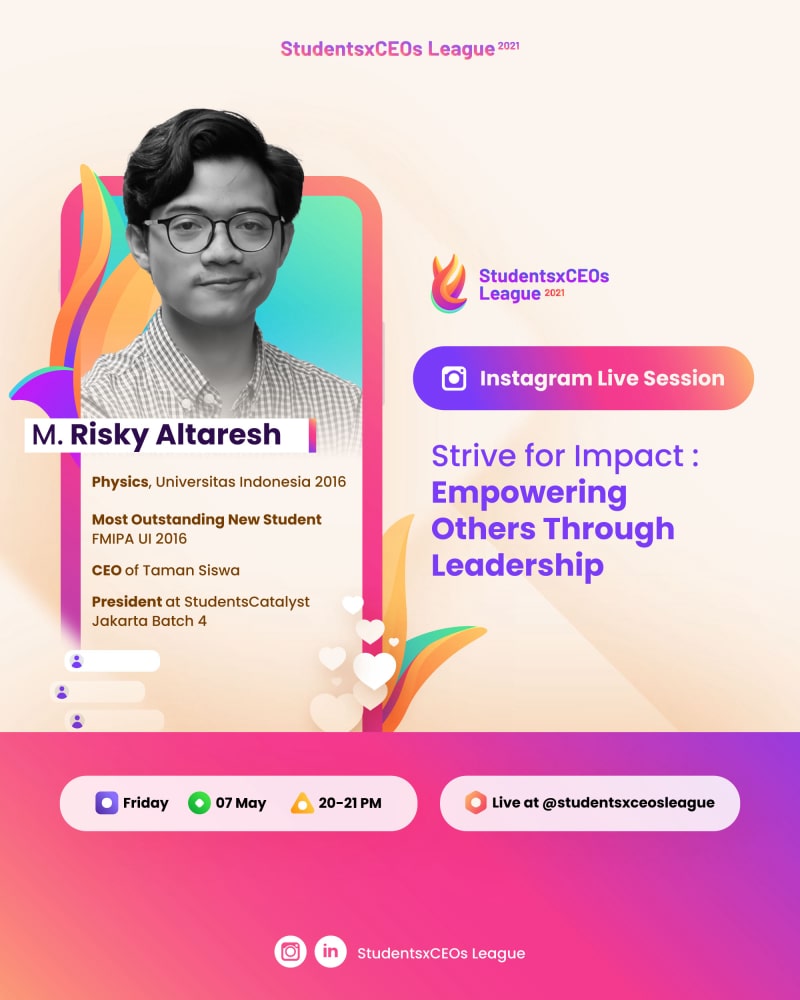 StudentsxCEOs League 2021
StudentsxCEOs
League 2021
Instagram Live Session
M. Risky Altaresh
Strive for Impact :
Empowering
Others Through
Leadership
Physics, Universitas Indonesia 2016
Most Outstanding New Student
FMIPA UI 2016
CEO of Taman Siswa
President at StudentsCatalyst
Jakarta Batch 4
Friday 07 May 20-21 PM
Live at @studentsxceosleague
in StudentsxCEOs League